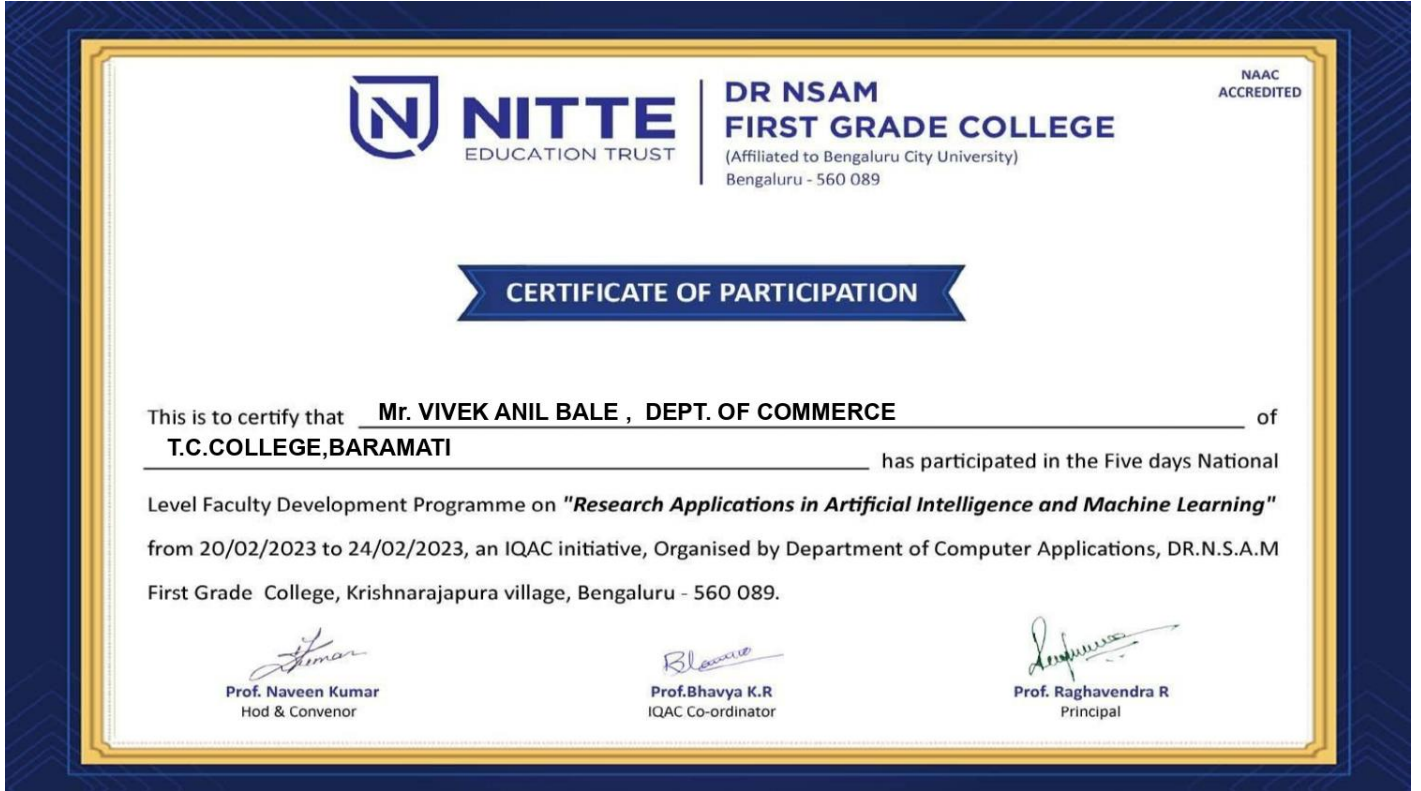 NITTE
EDUCATION TRUST
DR NSAM
FIRST GRADE COLLEGE
(Affiliated to Bengaluru City University)
Bengaluru - 560 089
NAAC
ACCREDITED
CERTIFICATE OF PARTICIPATION
This is to certify that Mr. VIVEK ANIL BALE , DEPT. OF COMMERCE of
T.C.COLLEGE,BARAMATI has participated in the Five days National
Level Faculty Development Programme on "Research Applications in Artificial Intelligence and Machine Learning"
from 20/02/2023 to 24/02/2023, an IQAC initiative, Organised by Department of Computer Applications, DR.N.S.A.M
First Grade College, Krishnarajapura village, Bengaluru - 560 089.
Prof. Naveen Kumar
Hod & Convenor
Prof.Bhavya K.R
IQAC Co-ordinator
Prof. Raghavendra R
Principal